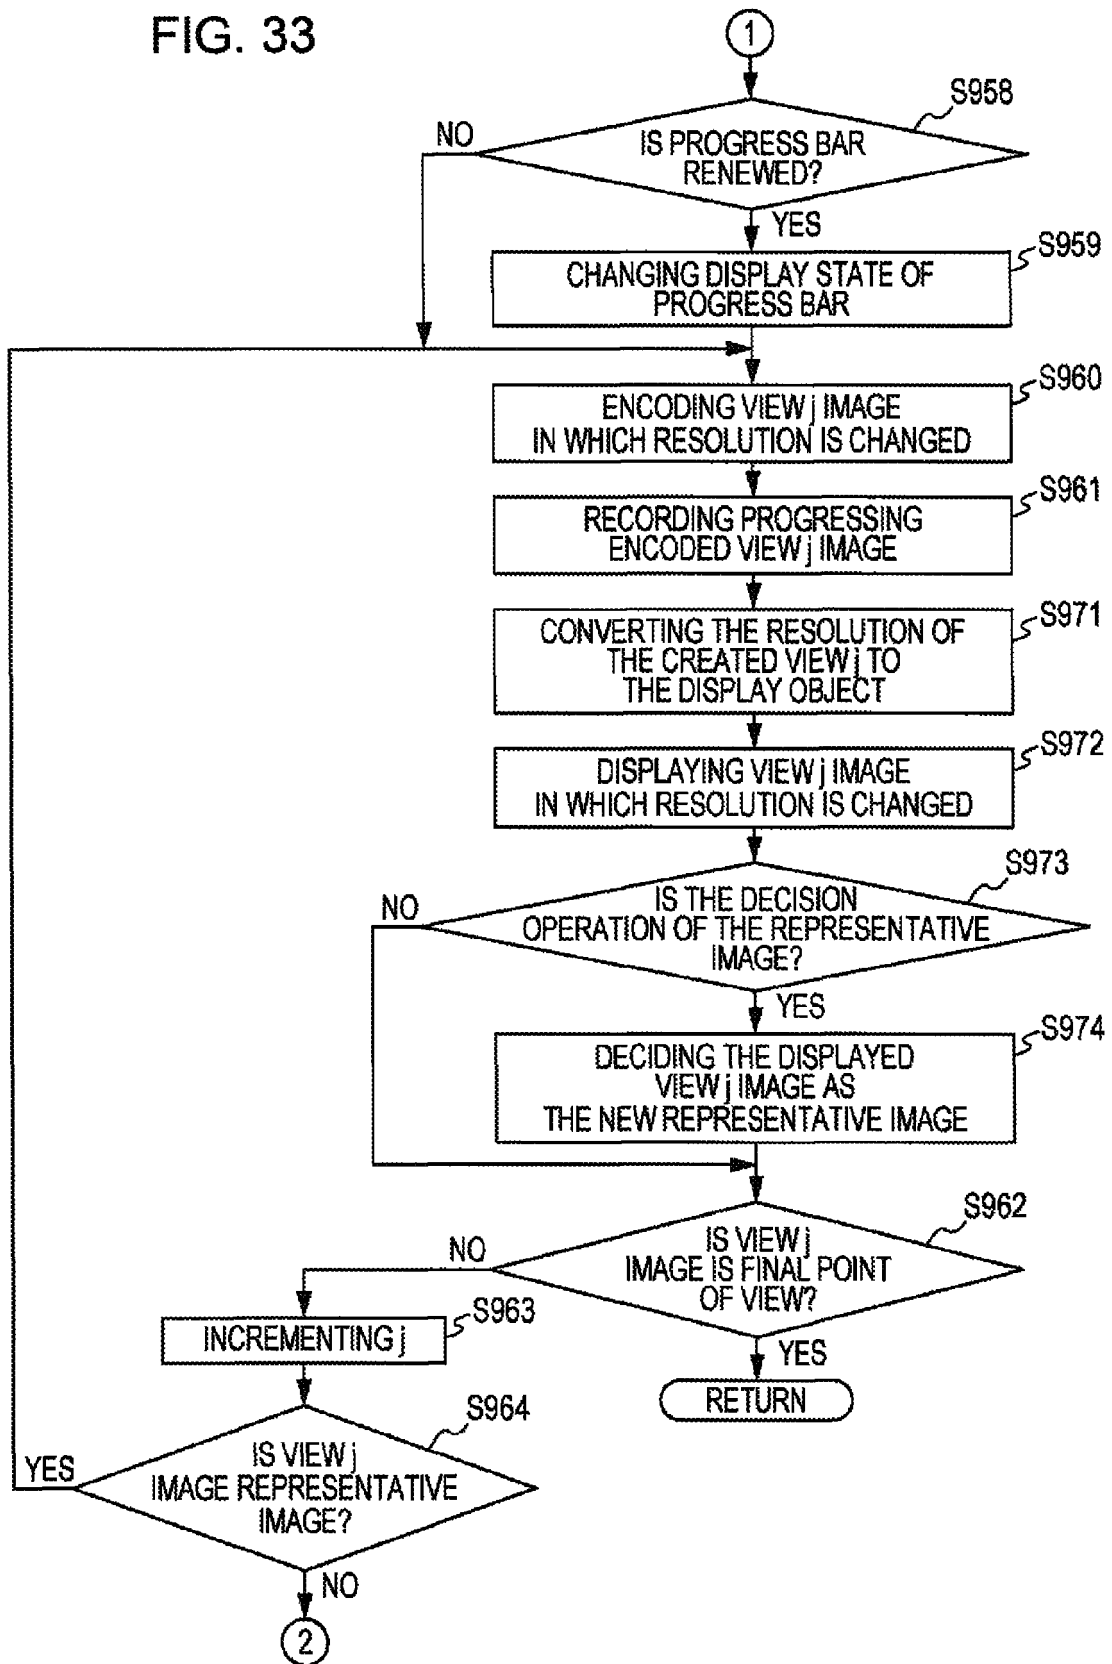 FIG. 33
1
S958
NO
IS PROGRESS BAR
RENEWED?
YES
S959
CHANGING DISPLAY STATE OF
PROGRESS BAR
S960
ENCODING VIEW j IMAGE
IN WHICH RESOLUTION IS CHANGED
S961
RECORDING PROGRESSING
ENCODED VIEW j IMAGE
S971
CONVERTING THE RESOLUTION OF
THE CREATED VIEW j TO
THE DISPLAY OBJECT
S972
DISPLAYING VIEW j IMAGE
IN WHICH RESOLUTION IS CHANGED
S973
NO
IS THE DECISION
OPERATION OF THE REPRESENTATIVE
IMAGE?
YES
S974
DECIDING THE DISPLAYED
VIEW j IMAGE AS
THE NEW REPRESENTATIVE IMAGE
S962
NO
IS VIEW j
IMAGE IS FINAL POINT
OF VIEW?
YES
RETURN
S963
INCREMENTING j
S964
YES
IS VIEW j
IMAGE REPRESENTATIVE
IMAGE?
NO
2